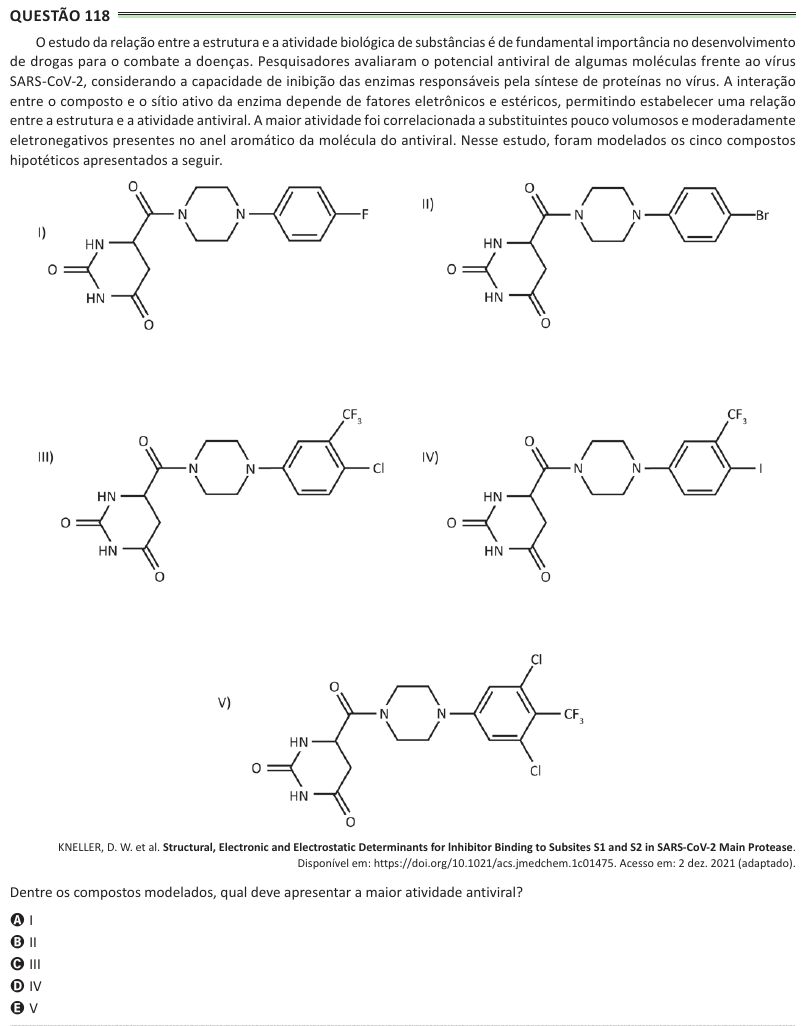 QUESTÃO 118
O estudo da relação entre a estrutura e a atividade biológica de substâncias é de fundamental importância no desenvolvimento
de drogas para o combate a doenças. Pesquisadores avaliaram o potencial antiviral de algumas moléculas frente ao vírus
SARS-CoV-2, considerando a capacidade de inibição das enzimas responsáveis pela síntese de proteínas no vírus. A interação
entre o composto e o sítio ativo da enzima depende de fatores eletrônicos e estéricos, permitindo estabelecer uma relação
entre a estrutura e a atividade antiviral. A maior atividade foi correlacionada a substituintes pouco volumosos e moderadamente
eletronegativos presentes no anel aromático da molécula do antiviral. Nesse estudo, foram modelados os cinco compostos
hipotéticos apresentados a seguir.
I)
O
N
N
F
HN
O
HN
O
II)
O
N
N
Br
HN
O
HN
O
III)
CF₃
O
N
N
Cl
HN
O
HN
O
IV)
CF₃
O
N
N
I
HN
O
HN
O
V)
Cl
O
N
N
CF₃
HN
O
HN
Cl
O
KNELLER, D. W. et al. Structural, Electronic and Electrostatic Determinants for Inhibitor Binding to Subsites S1 and S2 in SARS-CoV-2 Main Protease.
Disponível em: https://doi.org/10.1021/acs.jmedchem.1c01475. Acesso em: 2 dez. 2021 (adaptado).
Dentre os compostos modelados, qual deve apresentar a maior atividade antiviral?
A I
B II
C III
D IV
E V